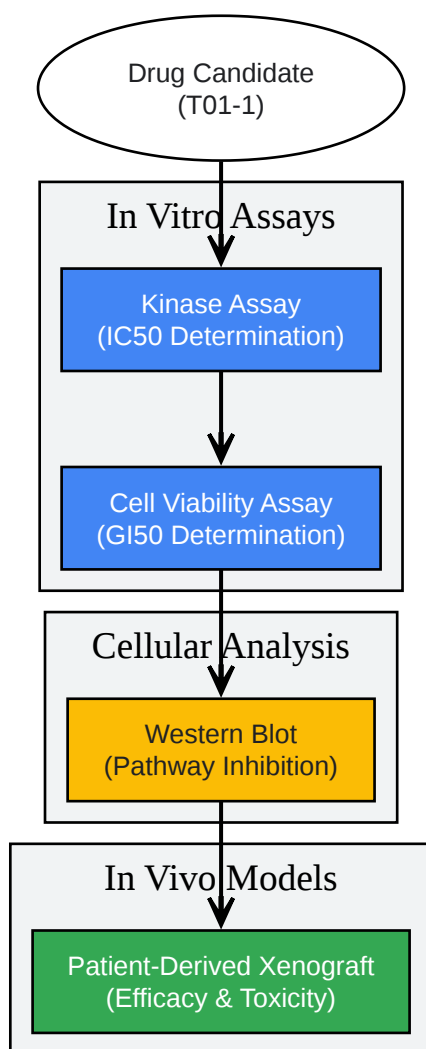 Drug Candidate
(T01-1)
In Vitro Assays
Kinase Assay
(IC50 Determination)
Cell Viability Assay
(GI50 Determination)
Cellular Analysis
Western Blot
(Pathway Inhibition)
In Vivo Models
Patient-Derived Xenograft
(Efficacy & Toxicity)